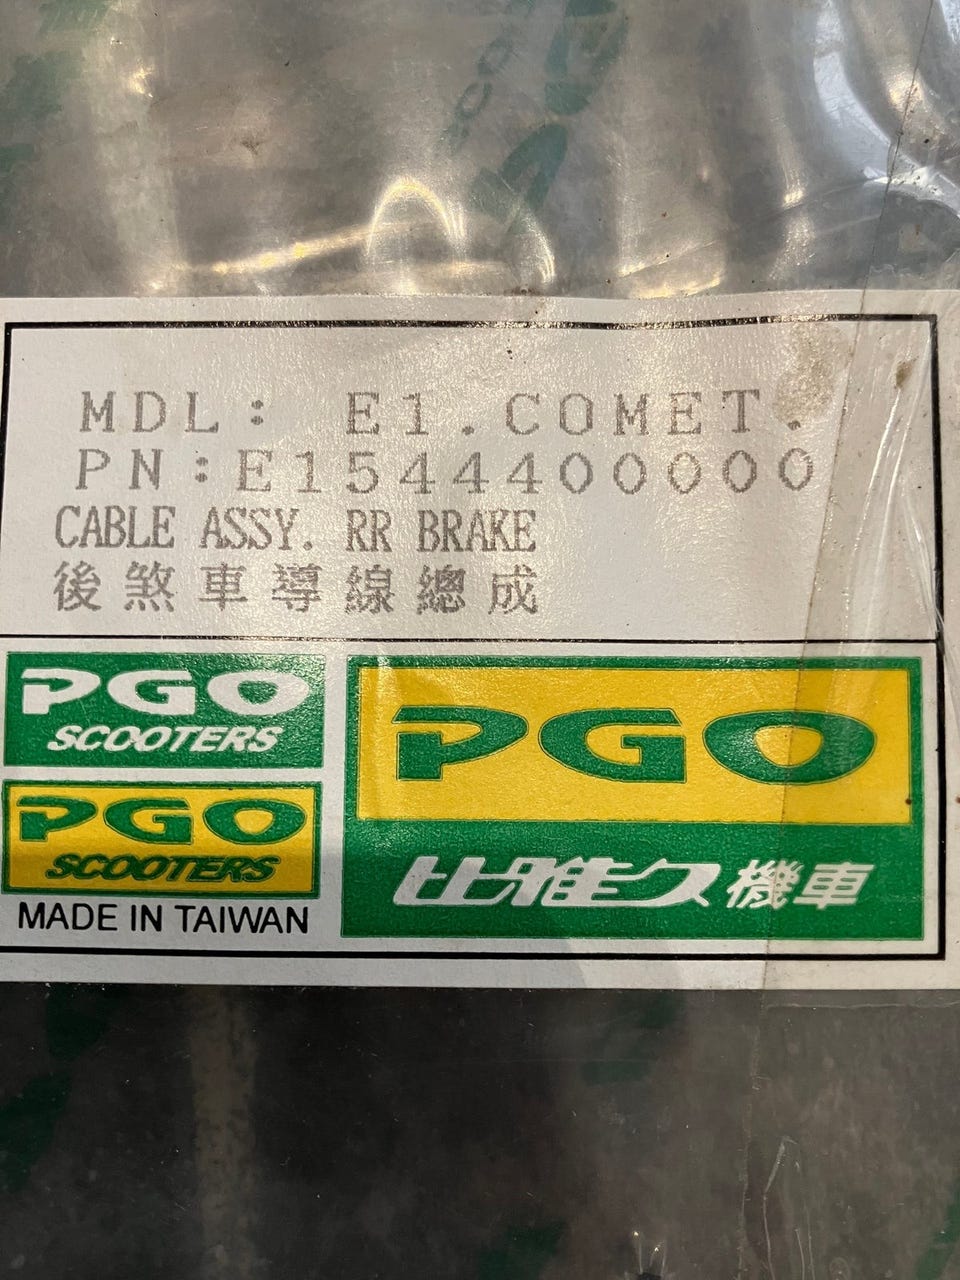 MDL: E1.COMET.
PN:E1544400000
CABLE ASSY. RR BRAKE
後煞車導線總成
PGO
SCOOTERS
PGO
SCOOTERS
MADE IN TAIWAN
PGO
比雅久機車